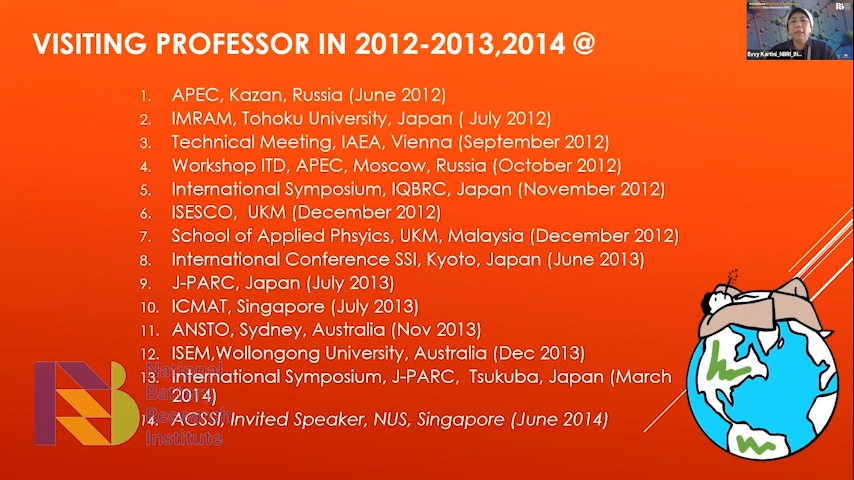 VISITING PROFESSOR IN 2012-2013,2014 @
1. APEC, Kazan, Russia (June 2012)
2. IMRAM, Tohoku University, Japan ( July 2012)
3. Technical Meeting, IAEA, Vienna (September 2012)
4. Workshop ITD, APEC, Moscow, Russia (October 2012)
5. International Symposium, IQBRC, Japan (November 2012)
6. ISESCO, UKM (December 2012)
7. School of Applied Phsyics, UKM, Malaysia (December 2012)
8. International Conference SSI, Kyoto, Japan (June 2013)
9. J-PARC, Japan (July 2013)
10. ICMAT, Singapore (July 2013)
11. ANSTO, Sydney, Australia (Nov 2013)
12. ISEM,Wollongong University, Australia (Dec 2013)
13. International Symposium, J-PARC, Tsukuba, Japan (March
2014)
14. ACSSI, Invited Speaker, NUS, Singapore (June 2014)
National
Battery
Research
Institute
Evvy Kartini_NBRI_IN...